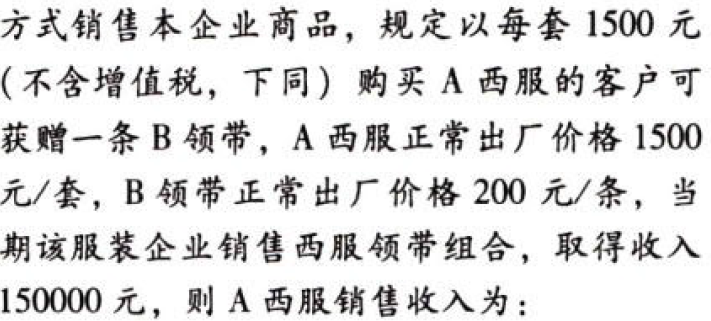 方式销售本企业商品，规定以每套 1500 元
(不含增值税，下同) 购买 A 西服的客户可
获赠一条 B 领带，A 西服正常出厂价格 1500
元/套，B 领带正常出厂价格 200 元/条，当
期该服装企业销售西服领带组合，取得收入
150000 元，则 A 西服销售收入为：